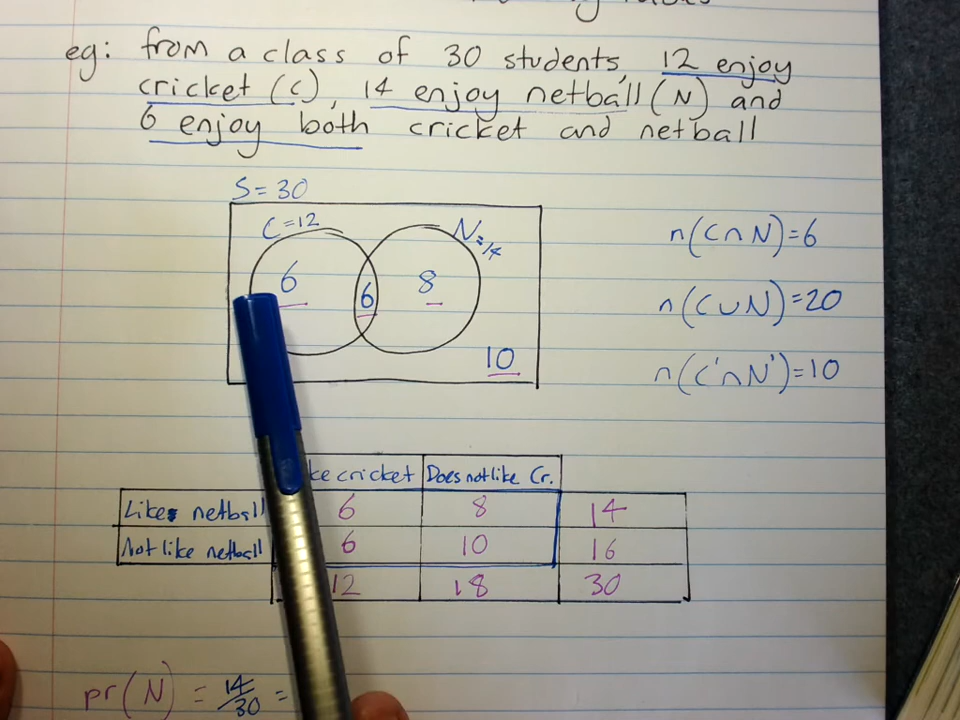 eg: from a class of 30 students, 12 enjoy
cricket (C), 14 enjoy netball (N) and
6 enjoy both cricket and netball
S = 30
C = 12
N = 14
6
6
8
10
n(C∩N)=6
n(C∪N)=20
n(C'∩N')=10
ke cricket Does not like Cr.
Likes netball 6 8 14
Not like netball 6 10 16
12 18 30
pr(N) = 14/30 =